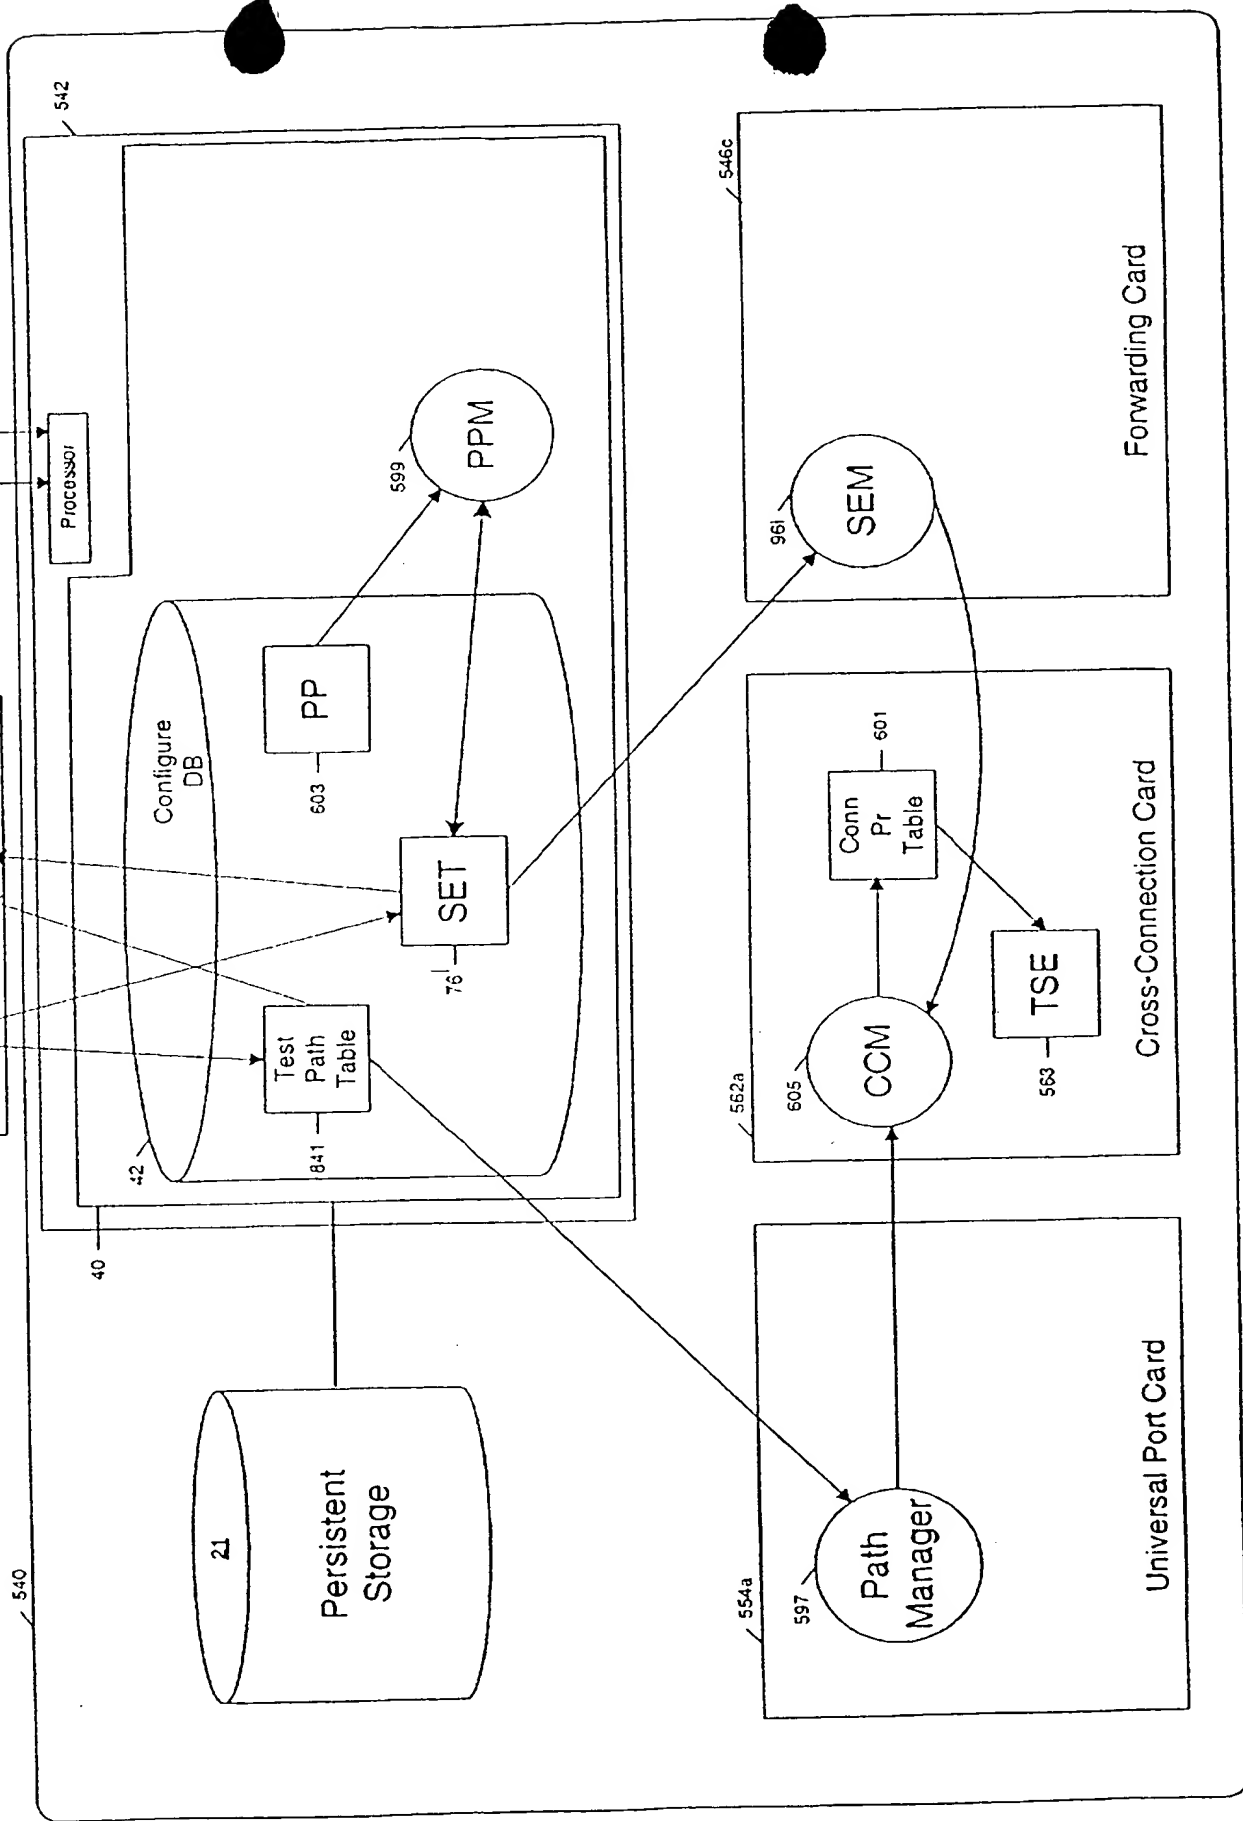 540
21
Persistent
Storage
40
542
Processor
42
Configure
DB
841
Test
Path
Table
76'
SET
603
PP
599
PPM
554a
597
Path
Manager
Universal Port Card
562a
605
CCM
Conn
Pr
Table
601
TSE
563
Cross-Connection Card
546c
96i
SEM
Forwarding Card